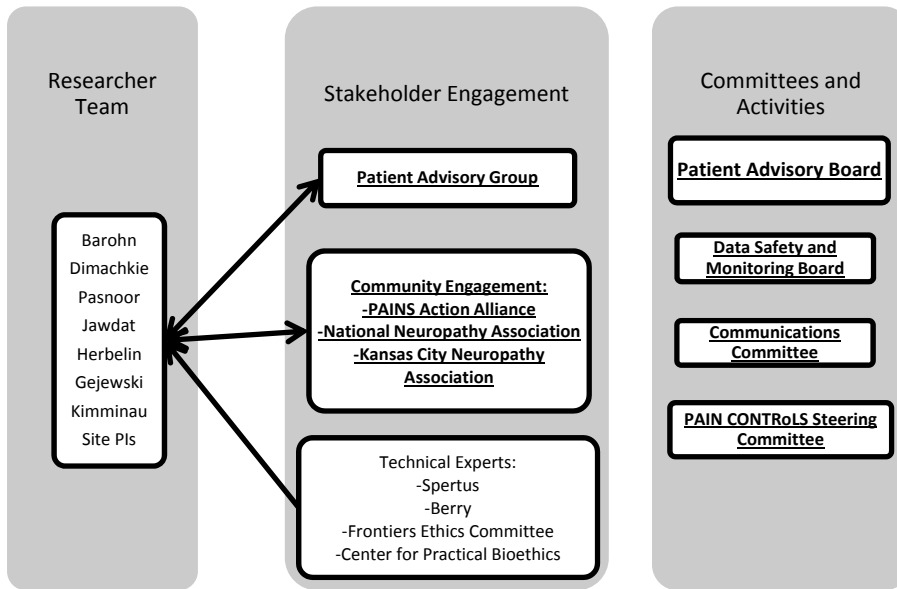 Researcher
Team
Barohn
Dimachkie
Pasnoor
Jawdat
Herbelin
Gejewski
Kimminau
Site PIs
Stakeholder Engagement
Patient Advisory Group
Community Engagement:
-PAINS Action Alliance
-National Neuropathy Association
-Kansas City Neuropathy
Association
Technical Experts:
-Spertus
-Berry
-Frontiers Ethics Committee
-Center for Practical Bioethics
Committees and
Activities
Patient Advisory Board
Data Safety and
Monitoring Board
Communications
Committee
PAIN CONTRoLS Steering
Committee